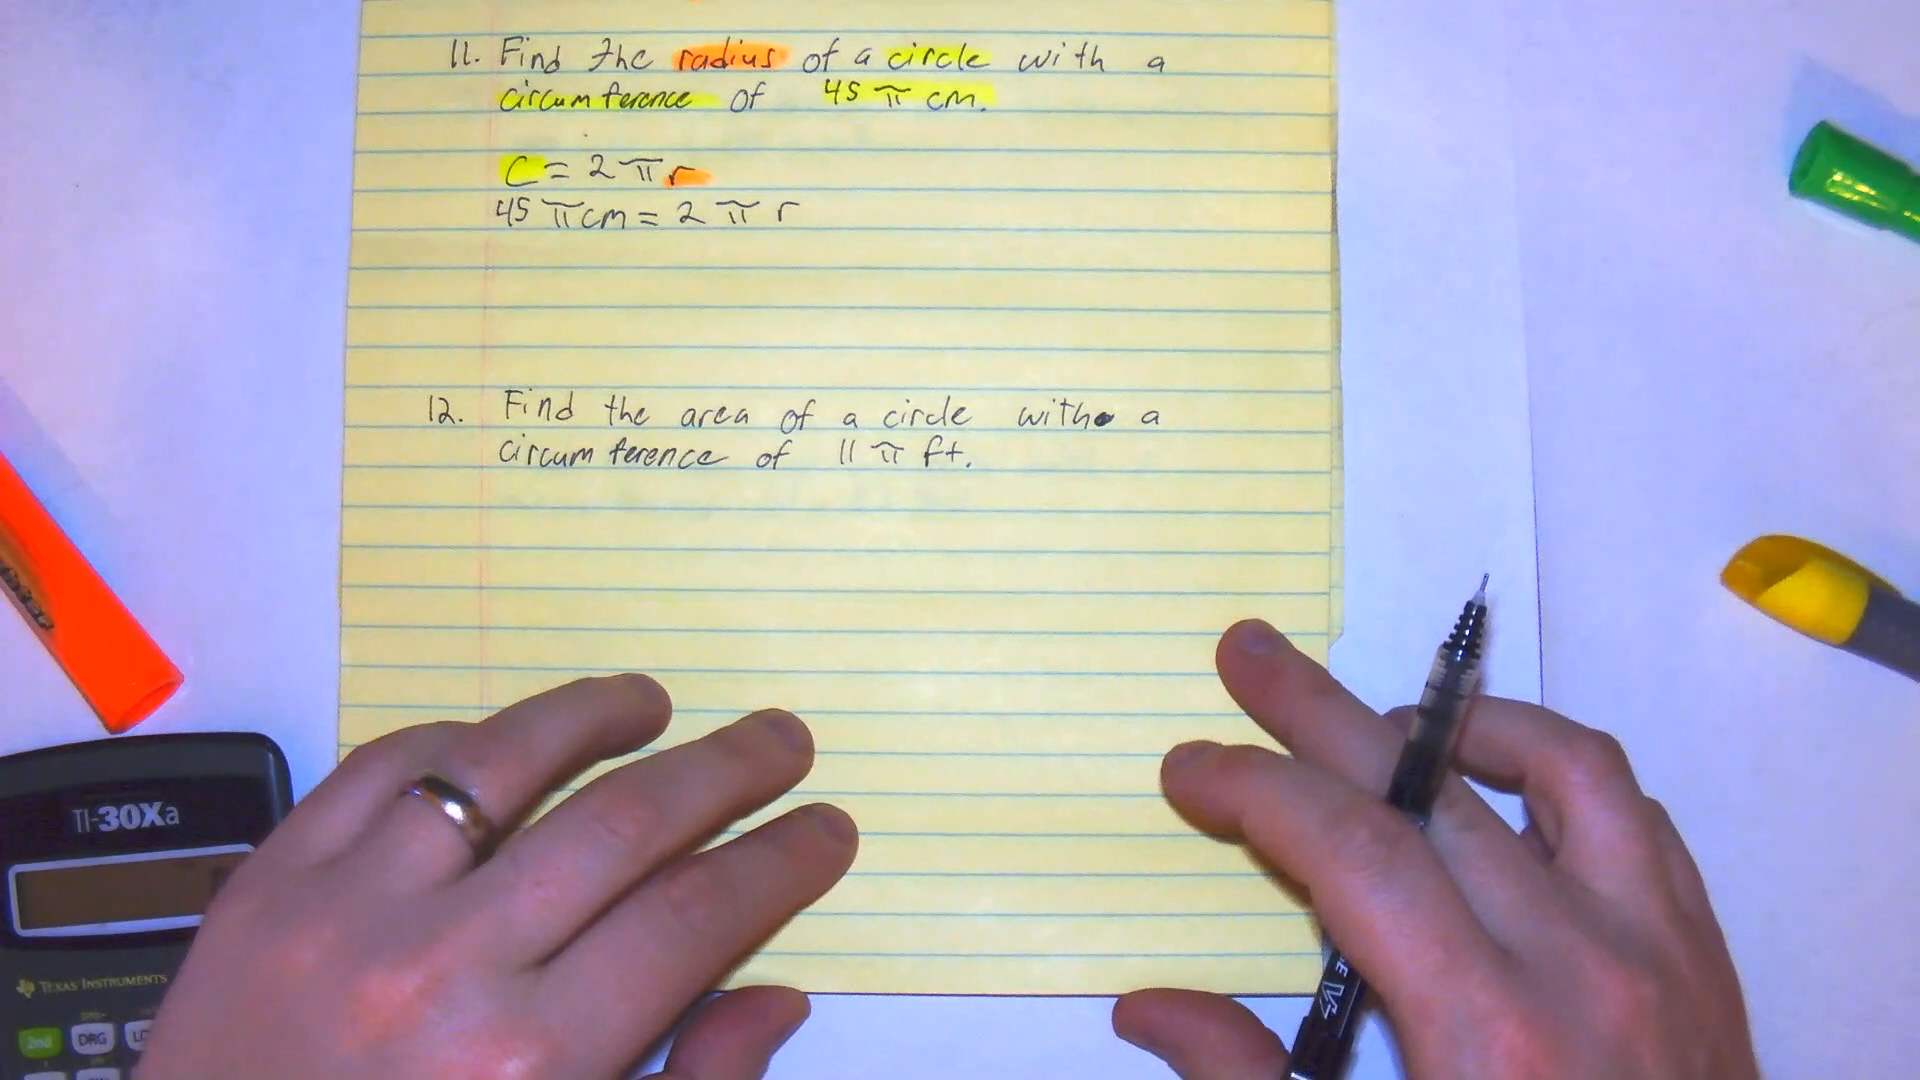 11. Find the radius of a circle with a
circumference of 45 π cm.
C = 2 π r
45 π cm = 2 π r
12. Find the area of a circle with a
circumference of 11 π ft.
TI-30Xa
TEXAS INSTRUMENTS
2nd
DRG